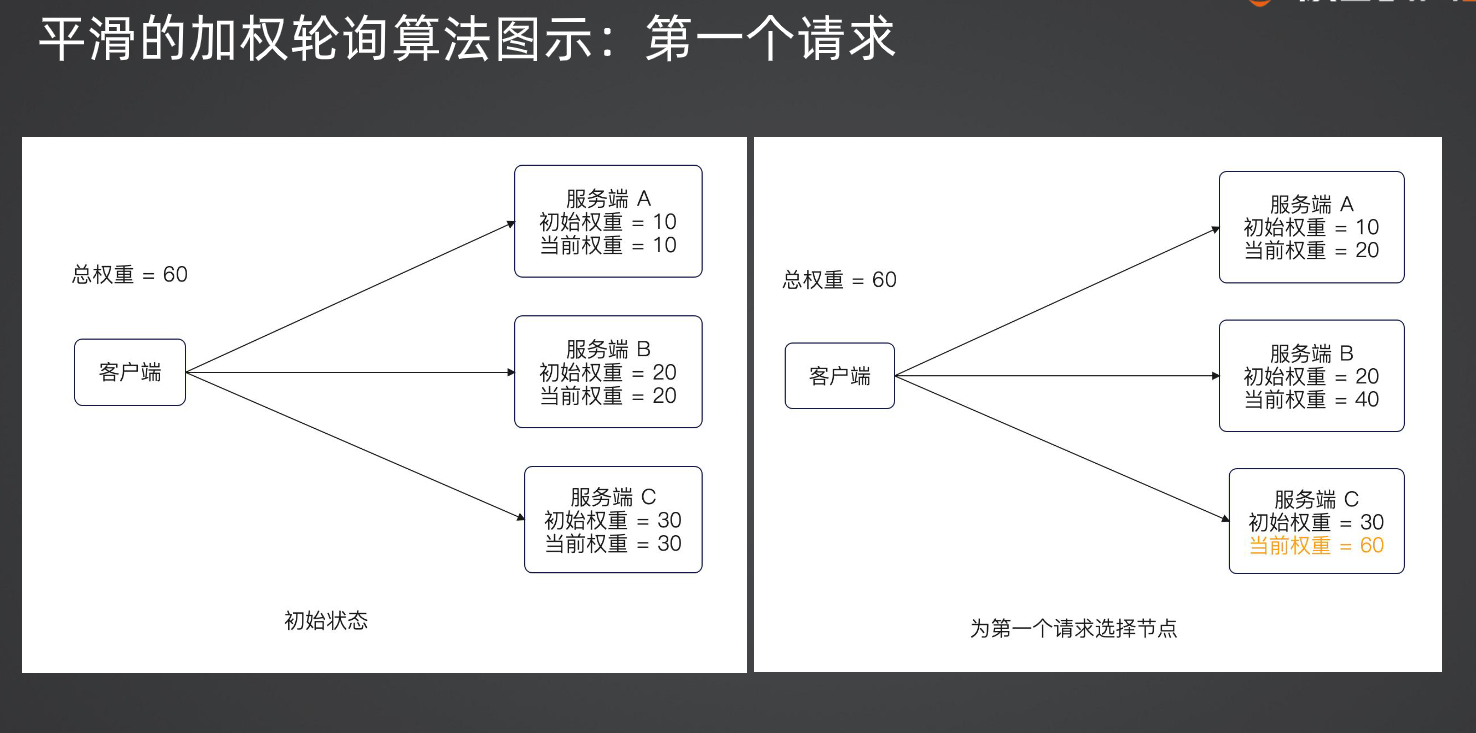 平滑的加权轮询算法图示：第一个请求
服务端 A
初始权重 = 10
当前权重 = 10
总权重 = 60
服务端 B
初始权重 = 20
当前权重 = 20
客户端
服务端 C
初始权重 = 30
当前权重 = 30
初始状态
服务端 A
初始权重 = 10
当前权重 = 20
总权重 = 60
服务端 B
初始权重 = 20
当前权重 = 40
客户端
服务端 C
初始权重 = 30
当前权重 = 60
为第一个请求选择节点